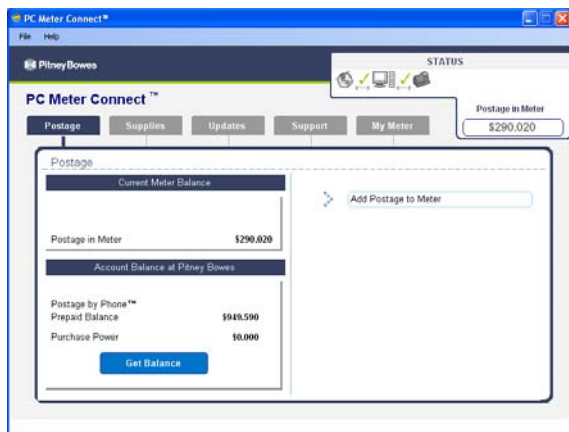 PC Meter Connect™
File Help
Pitney Bowes
STATUS
PC Meter Connect™
Postage in Meter
$290.020
Postage Supplies Updates Support My Meter
Postage
Current Meter Balance
Postage in Meter $290.020
Account Balance at Pitney Bowes
Postage by Phone™
Prepaid Balance $949.590
Purchase Power $0.000
Get Balance
Add Postage to Meter